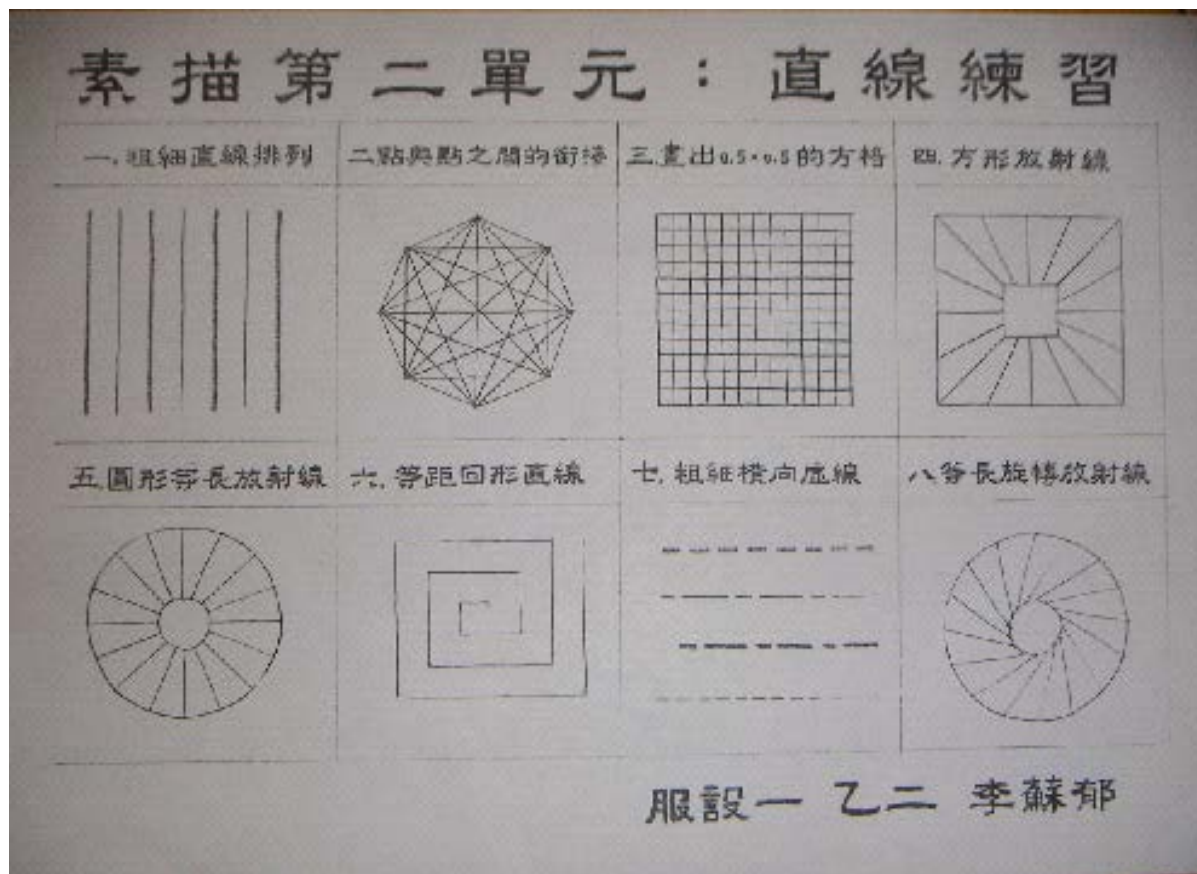 素描第二單元：直線練習
一. 粗細直線排列
二點與點之間的銜接
三.畫出0.5×0.5的方格
四. 方形放射線
五.圓形等長放射線
六. 等距回形直線
七. 粗細橫向虛線
八等長旋轉放射線
服設一 乙二 李蘇郁